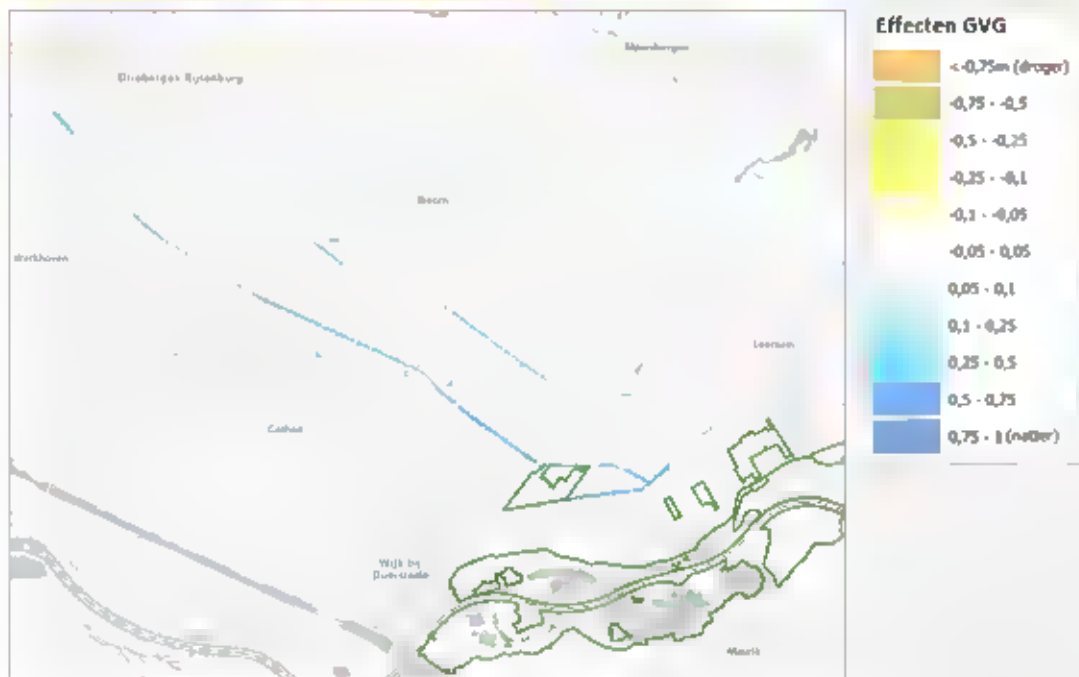 Effecten GVG
< -0,75m (droger)
-0,75 - -0,5
-0,5 - -0,25
-0,25 - -0,1
-0,1 - -0,05
-0,05 - 0,05
0,05 - 0,1
0,1 - 0,25
0,25 - 0,5
0,5 - 0,75
0,75 - 1 (natter)
Doorn
Leersum
Cothen
Wijk bij
Duurstede
Maurik